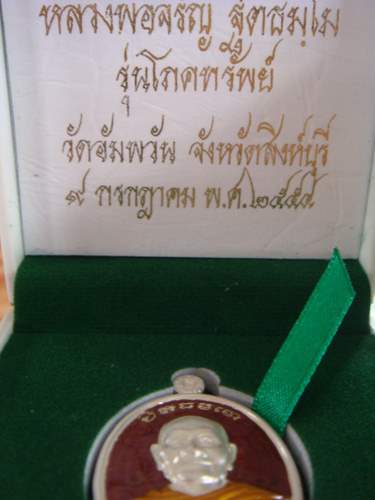 หลวงพ่อจรัญ ฐิตธมฺโม
รุ่นโภคทรัพย์
วัดอัมพวัน จังหวัดสิงห์บุรี
๙ กรกฎาคม พ.ศ.๒๕๕๔